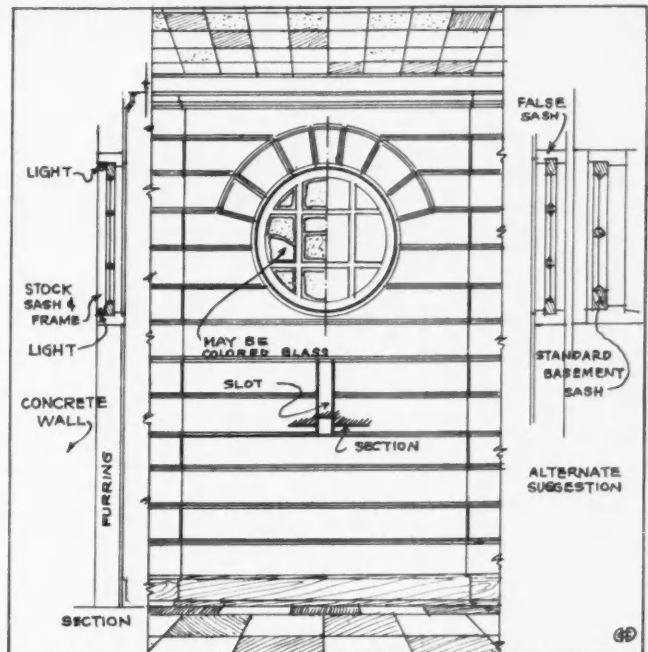 LIGHT
STOCK
SASH &
FRAME
LIGHT
CONCRETE
WALL
FURRING
SECTION
MAY BE
COLORED GLASS
SLOT
SECTION
FALSE
SASH
STANDARD
BASEMENT
SASH
ALTERNATE
SUGGESTION